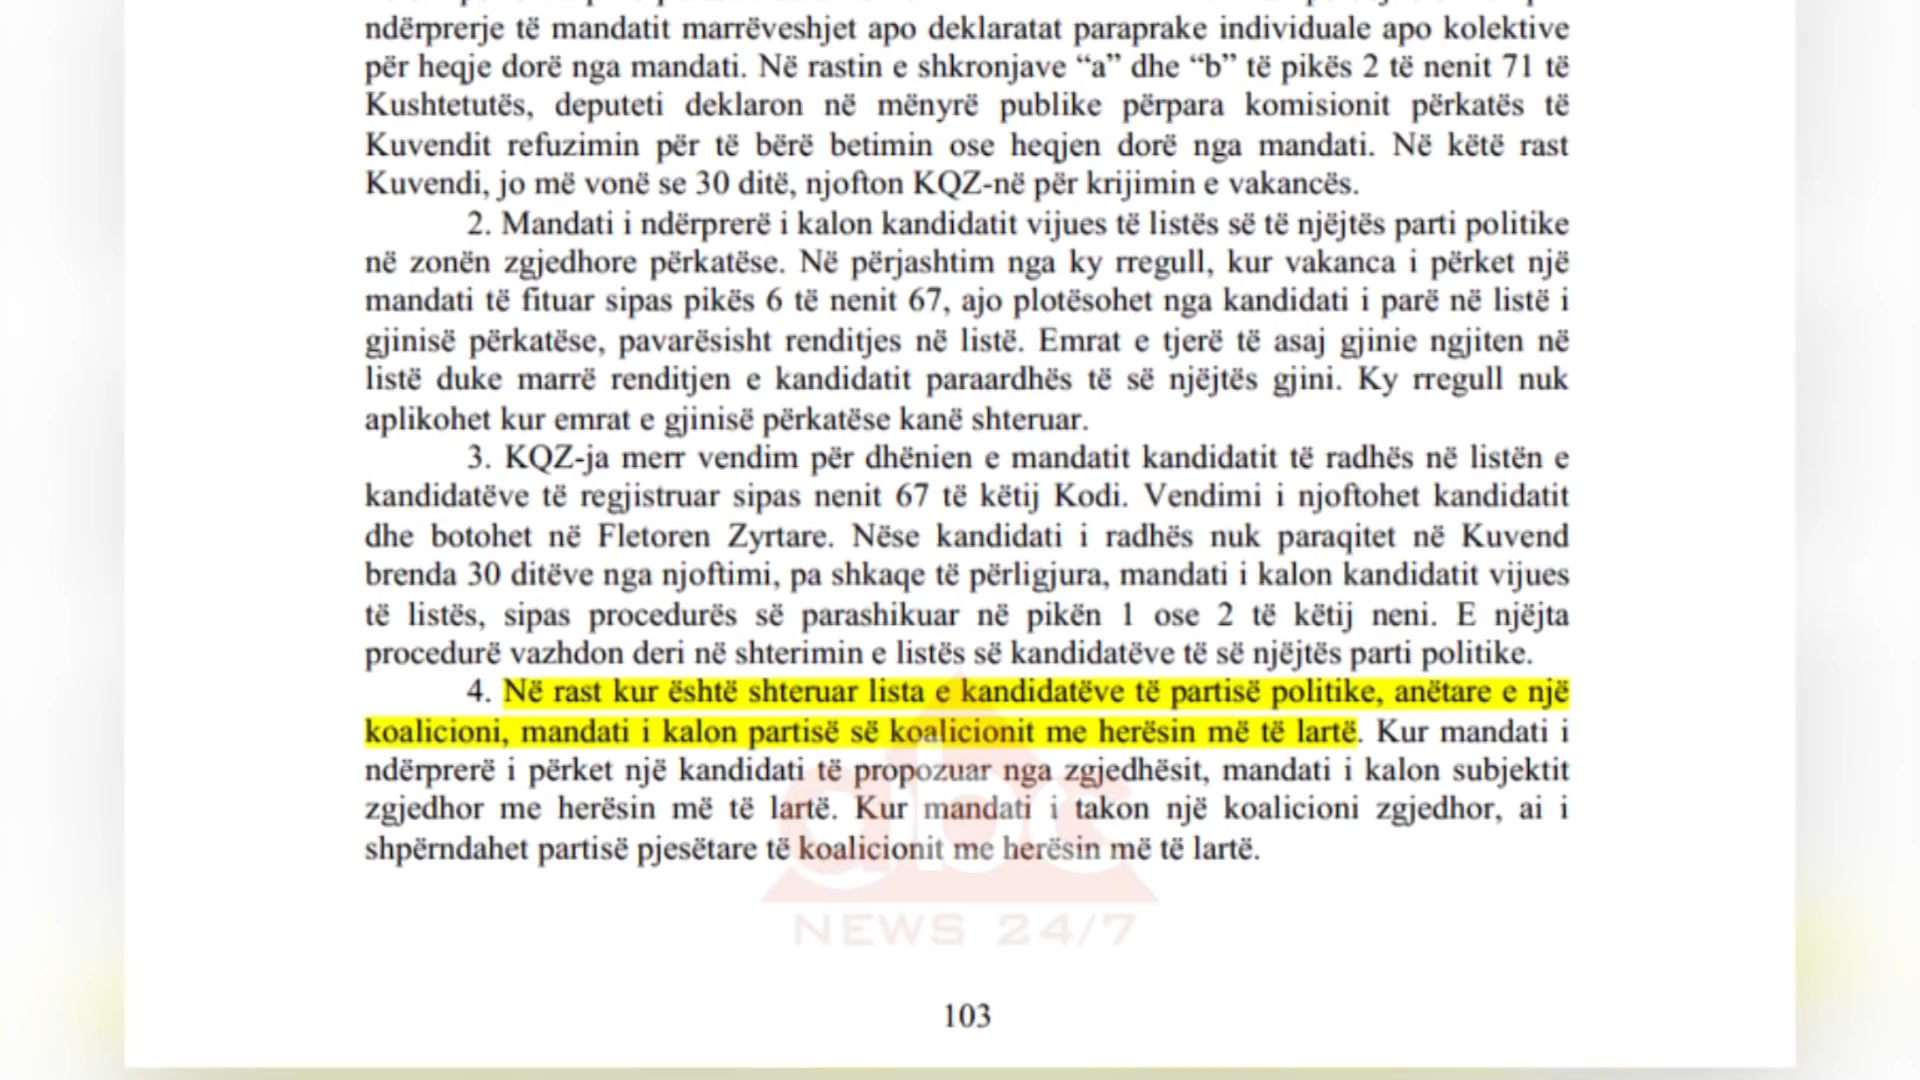 ndërprerje të mandatit marrëveshjet apo deklaratat paraprake individuale apo kolektive
për heqje dorë nga mandati. Në rastin e shkronjave “a” dhe “b” të pikës 2 të nenit 71 të
Kushtetutës, deputeti deklaron në mënyrë publike përpara komisionit përkatës të
Kuvendit refuzimin për të bërë betimin ose heqjen dorë nga mandati. Në këtë rast
Kuvendi, jo më vonë se 30 ditë, njofton KQZ-në për krijimin e vakancës.
2. Mandati i ndërprerë i kalon kandidatit vijues të listës së të njëjtës parti politike
në zonën zgjedhore përkatëse. Në përjashtim nga ky rregull, kur vakanca i përket një
mandati të fituar sipas pikës 6 të nenit 67, ajo plotësohet nga kandidati i parë në listë i
gjinisë përkatëse, pavarësisht renditjes në listë. Emrat e tjerë të asaj gjinie ngjiten në
listë duke marrë renditjen e kandidatit paraardhës të së njëjtës gjini. Ky rregull nuk
aplikohet kur emrat e gjinisë përkatëse kanë shteruar.
3. KQZ-ja merr vendim për dhënien e mandatit kandidatit të radhës në listën e
kandidatëve të regjistruar sipas nenit 67 të këtij Kodi. Vendimi i njoftohet kandidatit
dhe botohet në Fletoren Zyrtare. Nëse kandidati i radhës nuk paraqitet në Kuvend
brenda 30 ditëve nga njoftimi, pa shkaqe të përligjura, mandati i kalon kandidatit vijues
të listës, sipas procedurës së parashikuar në pikën 1 ose 2 të këtij neni. E njëjta
procedurë vazhdon deri në shterimin e listës së kandidatëve të së njëjtës parti politike.
4. Në rast kur është shteruar lista e kandidatëve të partisë politike, anëtare e një
koalicioni, mandati i kalon partisë së koalicionit me herësin më të lartë. Kur mandati i
ndërprerë i përket një kandidati të propozuar nga zgjedhësit, mandati i kalon subjektit
zgjedhor me herësin më të lartë. Kur mandati i takon një koalicioni zgjedhor, ai i
shpërndahet partisë pjesëtare të koalicionit me herësin më të lartë.
abc
NEWS 24/7
103